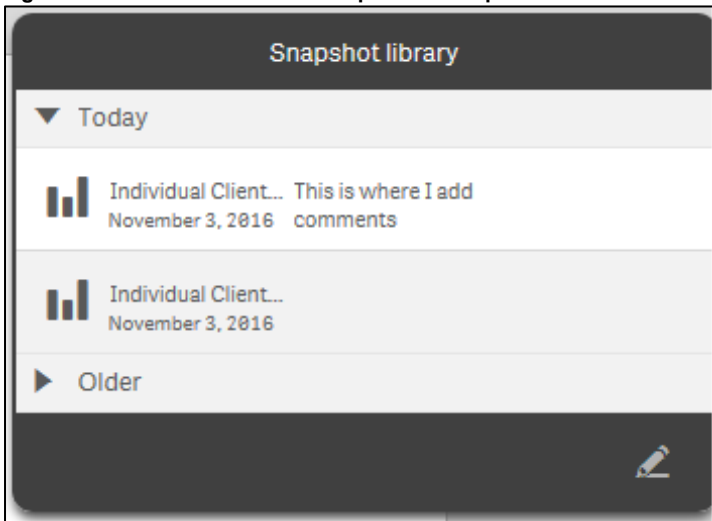 Snapshot library
Today
Individual Client... This is where I add
November 3, 2016 comments
Individual Client...
November 3, 2016
Older